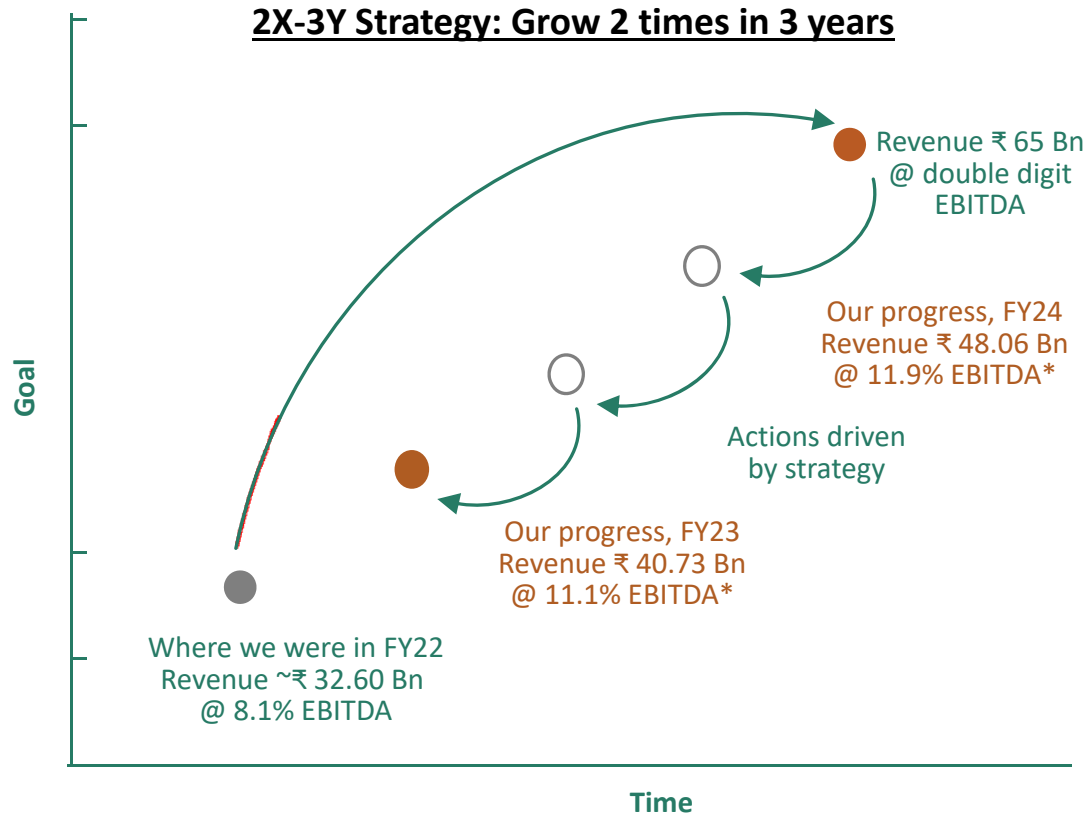 2X-3Y Strategy: Grow 2 times in 3 years
Revenue ₹ 65 Bn
@ double digit
EBITDA
Our progress, FY24
Revenue ₹ 48.06 Bn
@ 11.9% EBITDA*
Goal
Actions driven
by strategy
Our progress, FY23
Revenue ₹ 40.73 Bn
@ 11.1% EBITDA*
Where we were in FY22
Revenue ~₹ 32.60 Bn
@ 8.1% EBITDA
Time